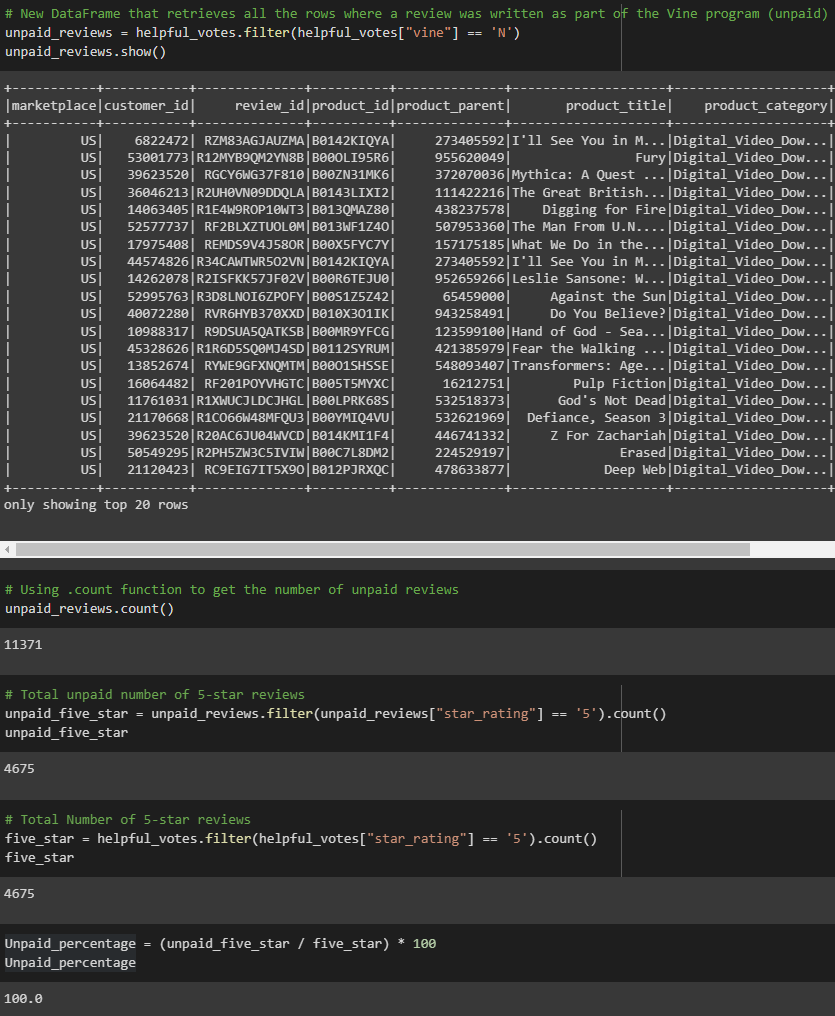 # New DataFrame that retrieves all the rows where a review was written as part of the Vine program (unpaid)
unpaid_reviews = helpful_votes.filter(helpful_votes["vine"] == 'N')
unpaid_reviews.show()
+-----------+-----------+--------------+----------+--------------+--------------------+--------------------+
|marketplace|customer_id|     review_id|product_id|product_parent|       product_title|    product_category|
+-----------+-----------+--------------+----------+--------------+--------------------+--------------------+
|         US|    6822472| RZM83AGJAUZMA|B0142KIQYA|     273405592|I'll See You in M...|Digital_Video_Dow...|
|         US|   53001773|R12MYB9QM2YN8B|B00OLI95R6|     955620049|                Fury|Digital_Video_Dow...|
|         US|   39623520| RGCY6WG37F810|B00ZN31MK6|     372070036|Mythica: A Quest ...|Digital_Video_Dow...|
|         US|   36046213|R2UH0VN09DDQLA|B0143LIXI2|     111422216|The Great British...|Digital_Video_Dow...|
|         US|   14063405|R1E4W9ROP10WT3|B013QMAZ80|     438237578|    Digging for Fire|Digital_Video_Dow...|
|         US|   52577737| RF2BLXZTUOL0M|B013WF1Z4O|     507953360|The Man From U.N....|Digital_Video_Dow...|
|         US|   17975408| REMDS9V4J58OR|B00X5FYC7Y|     157175185|What We Do in the...|Digital_Video_Dow...|
|         US|   44574826|R34CAWTWR5O2VN|B0142KIQYA|     273405592|I'll See You in M...|Digital_Video_Dow...|
|         US|   14262078|R2ISFKK57JF02V|B00R6TEJU0|     952659266|Leslie Sansone: W...|Digital_Video_Dow...|
|         US|   52995763|R3D8LNOI6ZPOFY|B00S1Z5Z42|      65459000|     Against the Sun|Digital_Video_Dow...|
|         US|   40072280| RVR6HYB370XXD|B010X3O1IK|     943258491|     Do You Believe?|Digital_Video_Dow...|
|         US|   10988317| R9DSUA5QATKSB|B00MR9YFCG|     123599100|Hand of God - Sea...|Digital_Video_Dow...|
|         US|   45328626|R1R6D5SQ0MJ4SD|B0112SYRUM|     421385979|Fear the Walking ...|Digital_Video_Dow...|
|         US|   13852674| RYWE9GFXNQMTM|B00O1SHSSE|     548093407|Transformers: Age...|Digital_Video_Dow...|
|         US|   16064482| RF201POYVHGTC|B005T5MYXC|      16212751|        Pulp Fiction|Digital_Video_Dow...|
|         US|   11761031|R1XWUCJLDCJHGL|B00LPRK68S|     532518373|      God's Not Dead|Digital_Video_Dow...|
|         US|   21170668|R1CO66W48MFQU3|B00YMIQ4VU|     532621969|  Defiance, Season 3|Digital_Video_Dow...|
|         US|   39623520|R20AC6JU04WVCD|B014KMI1F4|     446741332|     Z For Zachariah|Digital_Video_Dow...|
|         US|   50549295|R2PH5ZW3C5IVIW|B00C7L8DM2|     224529197|              Erased|Digital_Video_Dow...|
|         US|   21120423| RC9EIG7IT5X9O|B012PJRXQC|     478633877|            Deep Web|Digital_Video_Dow...|
+-----------+-----------+--------------+----------+--------------+--------------------+--------------------+
only showing top 20 rows
# Using .count function to get the number of unpaid reviews
unpaid_reviews.count()
11371
# Total unpaid number of 5-star reviews
unpaid_five_star = unpaid_reviews.filter(unpaid_reviews["star_rating"] == '5').count()
unpaid_five_star
4675
# Total Number of 5-star reviews
five_star = helpful_votes.filter(helpful_votes["star_rating"] == '5').count()
five_star
4675
Unpaid_percentage = (unpaid_five_star / five_star) * 100
Unpaid_percentage
100.0